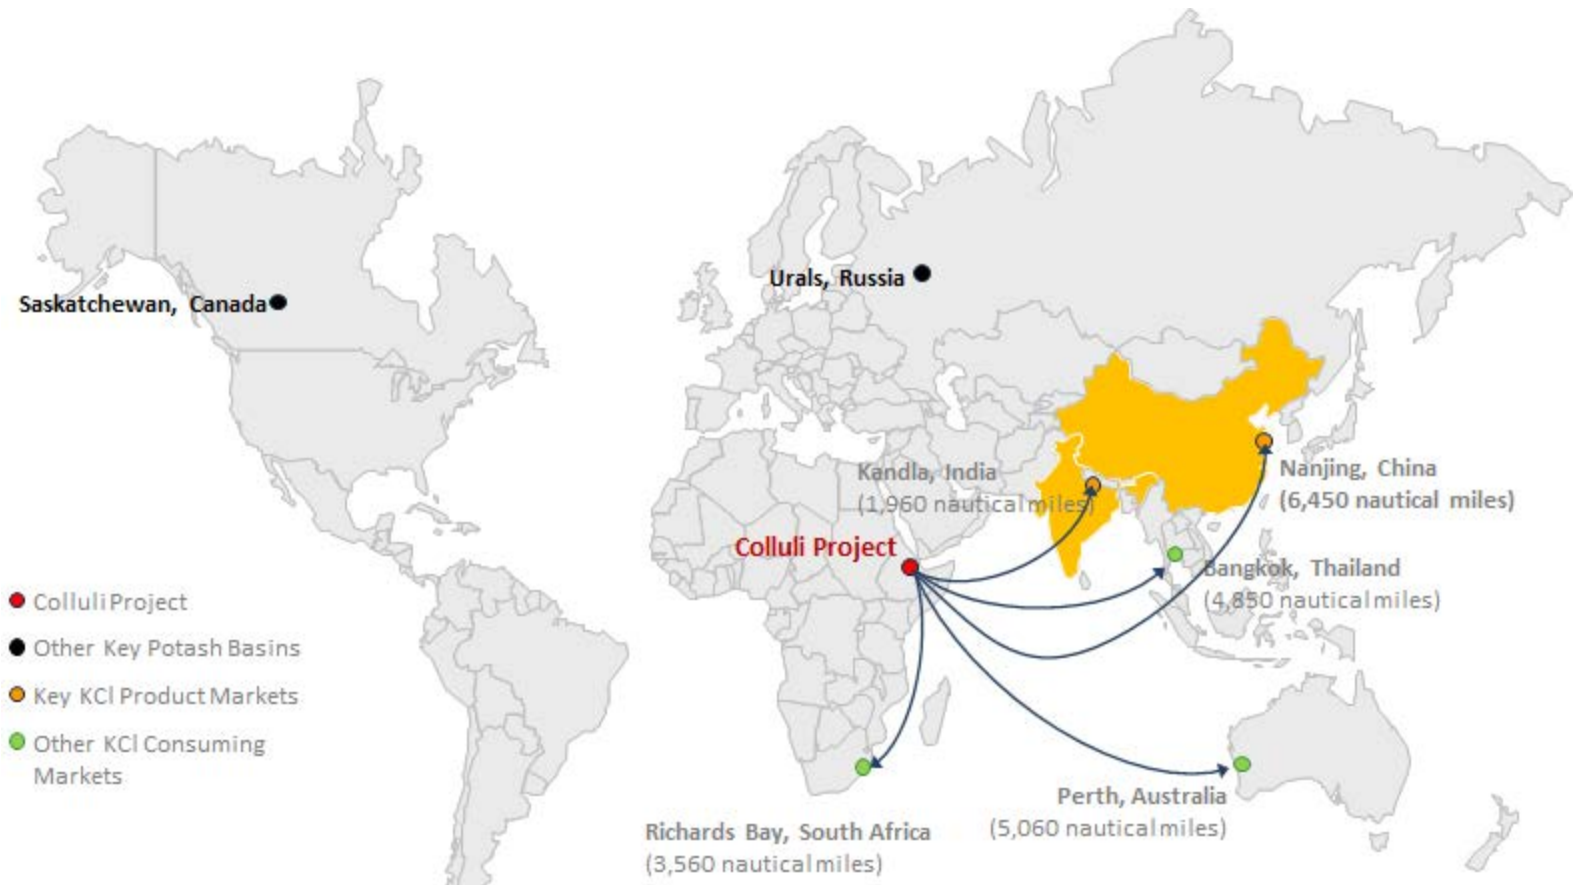 Saskatchewan, Canada
Urals, Russia
Kandla, India
(1,960 nautical miles)
Nanjing, China
(6,450 nautical miles)
Colluli Project
Bangkok, Thailand
(4,850 nautical miles)
Colluli Project
Other Key Potash Basins
Key KCl Product Markets
Other KCl Consuming
Markets
Perth, Australia
(5,060 nautical miles)
Richards Bay, South Africa
(3,560 nautical miles)